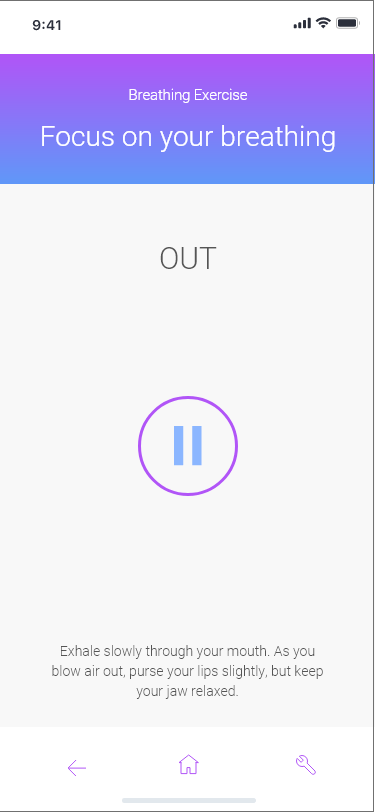 9:41
Breathing Exercise
Focus on your breathing
OUT
Exhale slowly through your mouth. As you
blow air out, purse your lips slightly, but keep
your jaw relaxed.